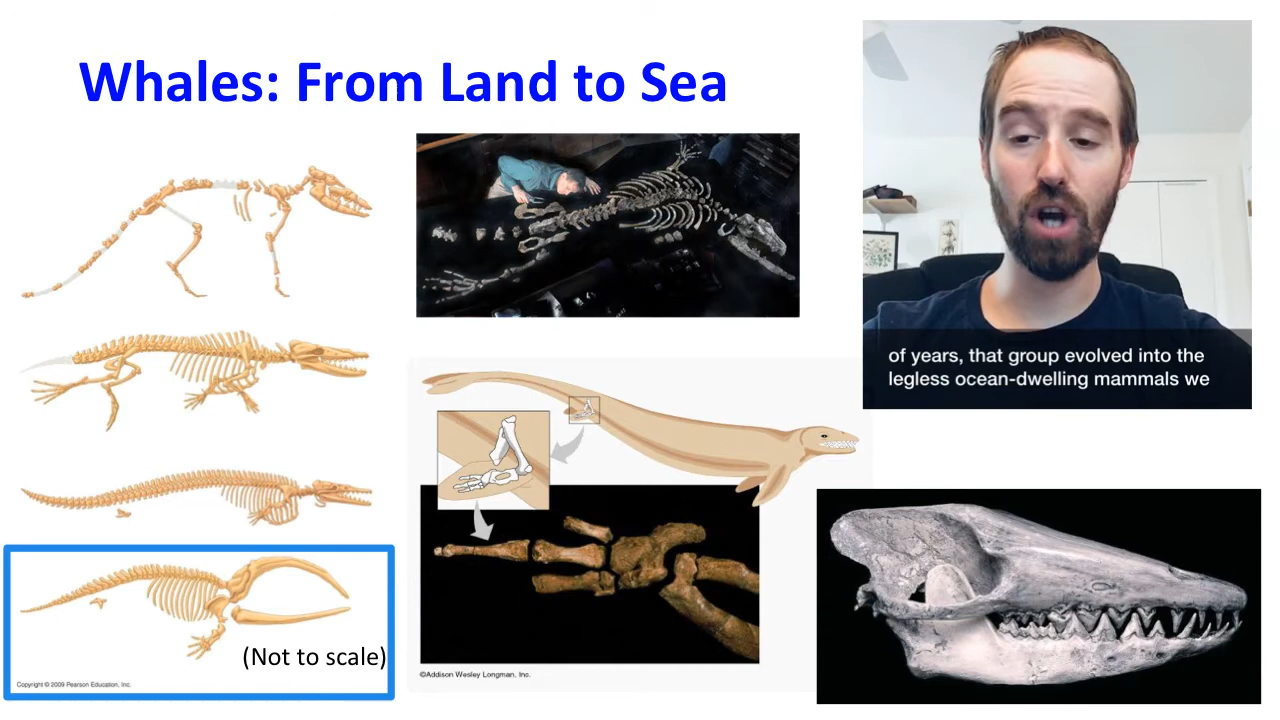 Whales: From Land to Sea
of years, that group evolved into the
legless ocean-dwelling mammals we
(Not to scale)
Copyright © 2009 Pearson Education, Inc.
©Addison Wesley Longman, Inc.